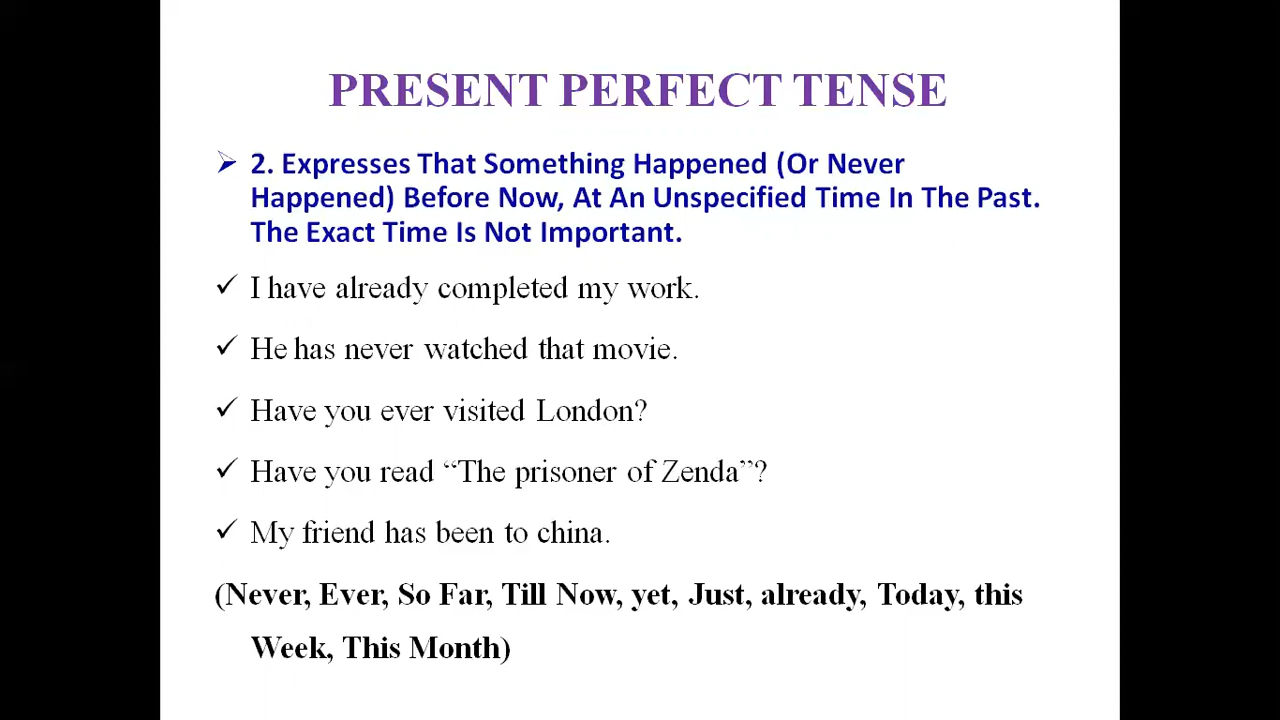 PRESENT PERFECT TENSE
➢ 2. Expresses That Something Happened (Or Never
Happened) Before Now, At An Unspecified Time In The Past.
The Exact Time Is Not Important.
✓ I have already completed my work.
✓ He has never watched that movie.
✓ Have you ever visited London?
✓ Have you read “The prisoner of Zenda”?
✓ My friend has been to china.
(Never, Ever, So Far, Till Now, yet, Just, already, Today, this
Week, This Month)